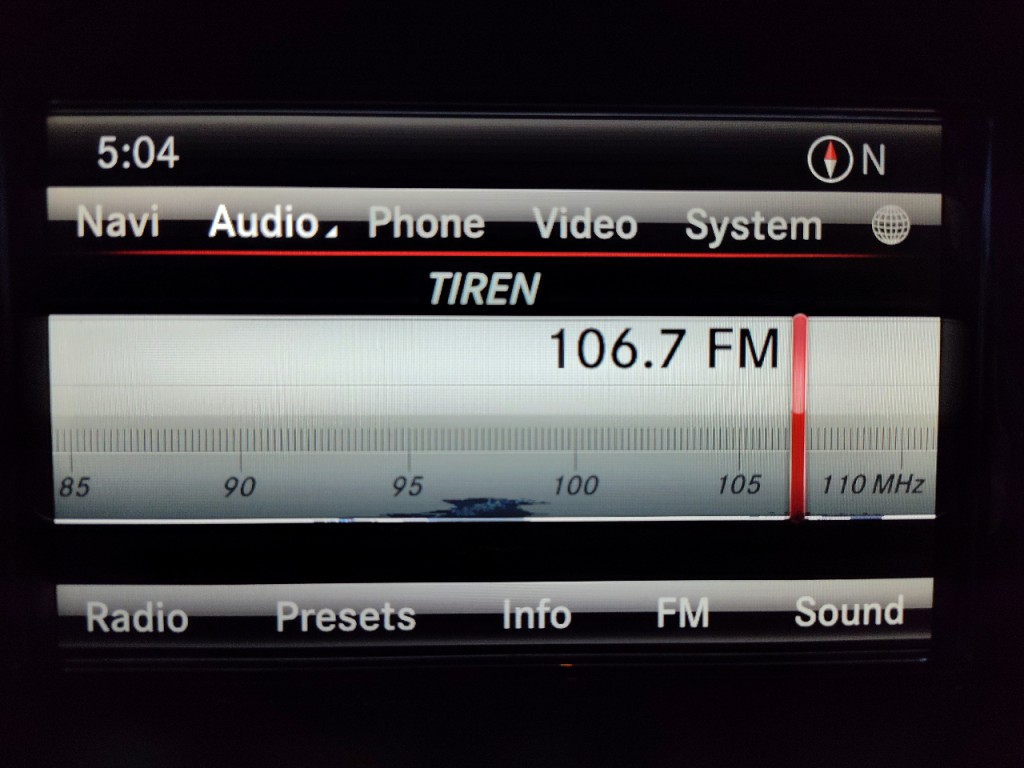 5:04 N
Navi Audio Phone Video System
TIREN
106.7 FM
85 90 95 100 105 110 MHz
Radio Presets Info FM Sound